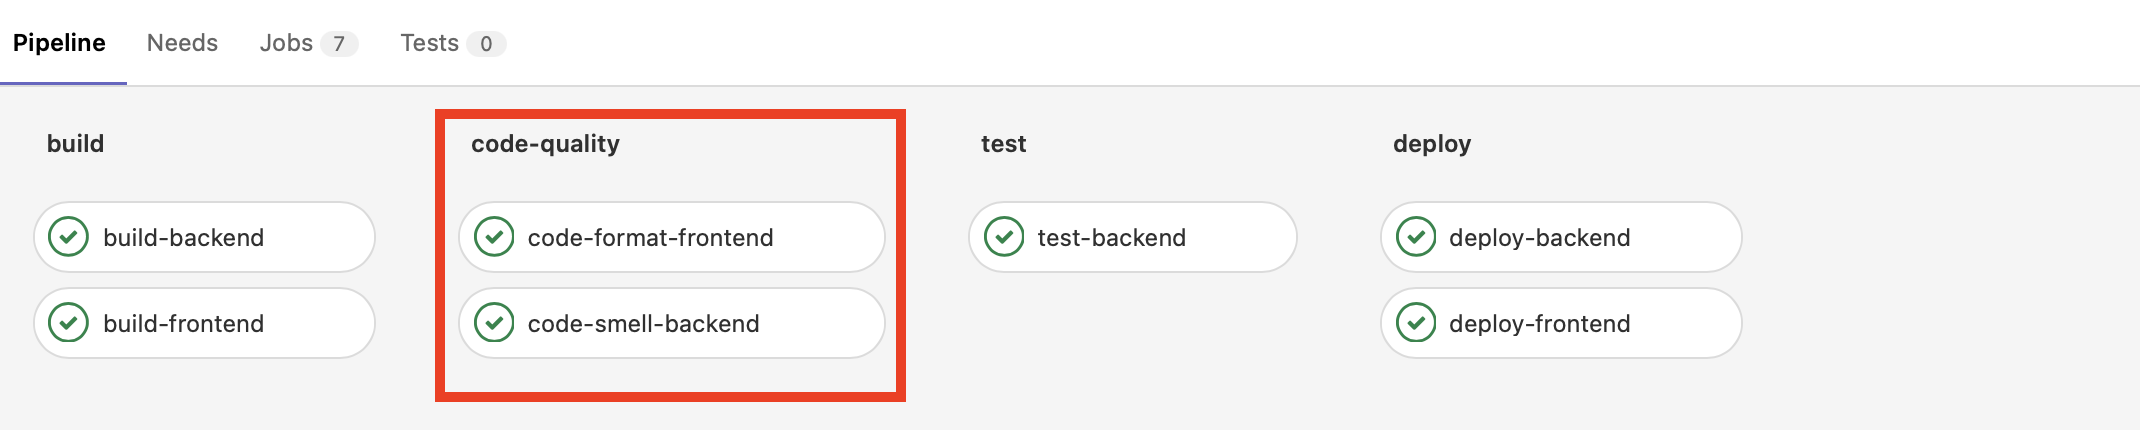 Pipeline Needs Jobs 7 Tests 0
build code-quality test deploy
build-backend code-format-frontend test-backend deploy-backend
build-frontend code-smell-backend deploy-frontend